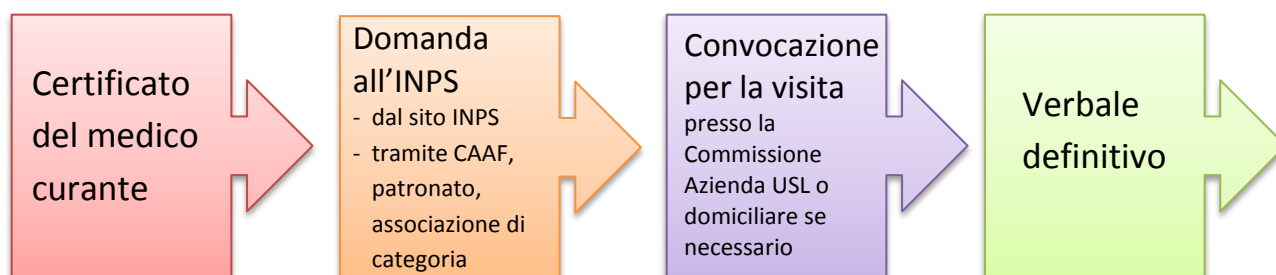 Certificato
del medico
curante
Domanda
all’INPS
- dal sito INPS
- tramite CAAF,
patronato,
associazione di
categoria
Convocazione
per la visita
presso la
Commissione
Azienda USL o
domiciliare se
necessario
Verbale
definitivo